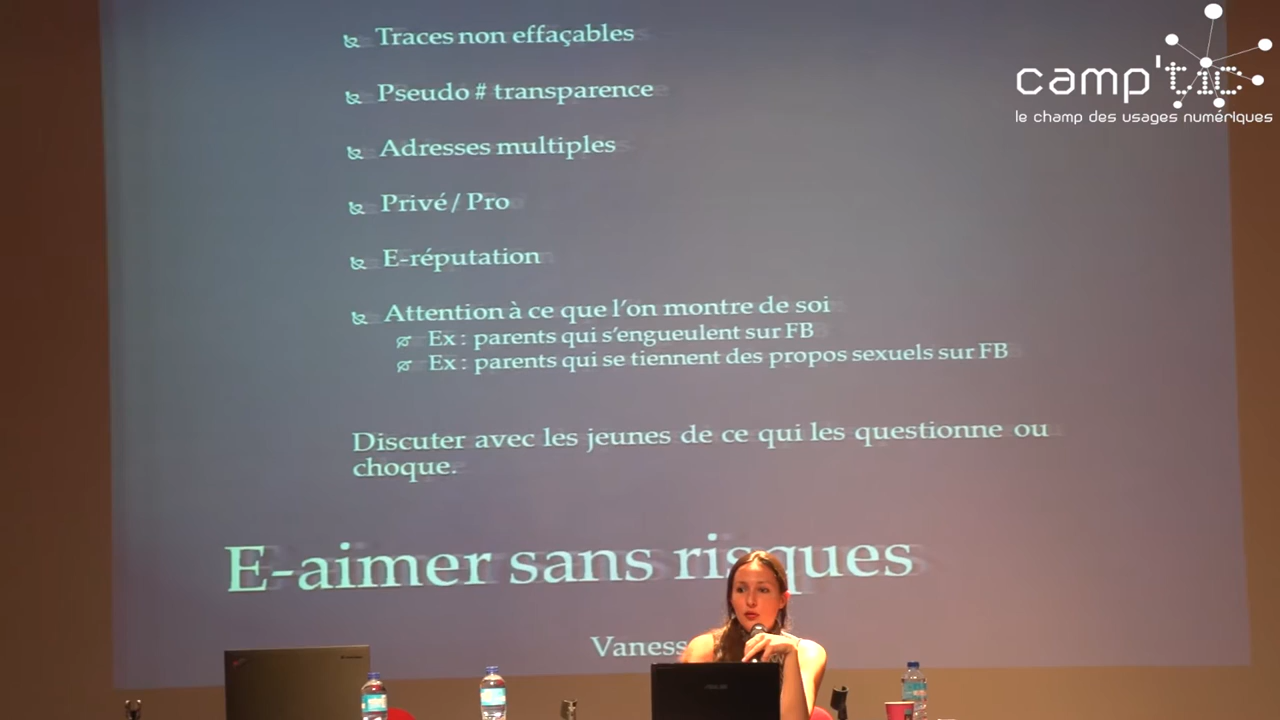 Traces non effaçables
Pseudo # transparence
Adresses multiples
Privé / Pro
E-réputation
Attention à ce que l'on montre de soi
Ex : parents qui s'engueulent sur FB
Ex : parents qui se tiennent des propos sexuels sur FB
Discuter avec les jeunes de ce qui les questionne ou
choque.
E-aimer sans risques
camp'tic
le champ des usages numériques
ASUS